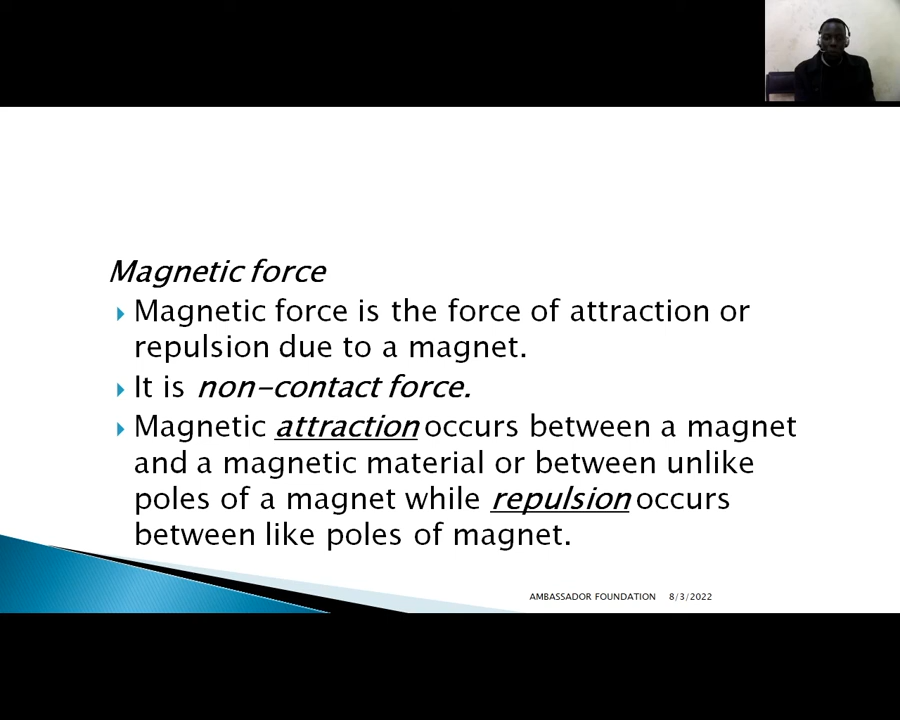 Magnetic force
Magnetic force is the force of attraction or
repulsion due to a magnet.
It is non-contact force.
Magnetic attraction occurs between a magnet
and a magnetic material or between unlike
poles of a magnet while repulsion occurs
between like poles of magnet.
AMBASSADOR FOUNDATION 8/3/2022